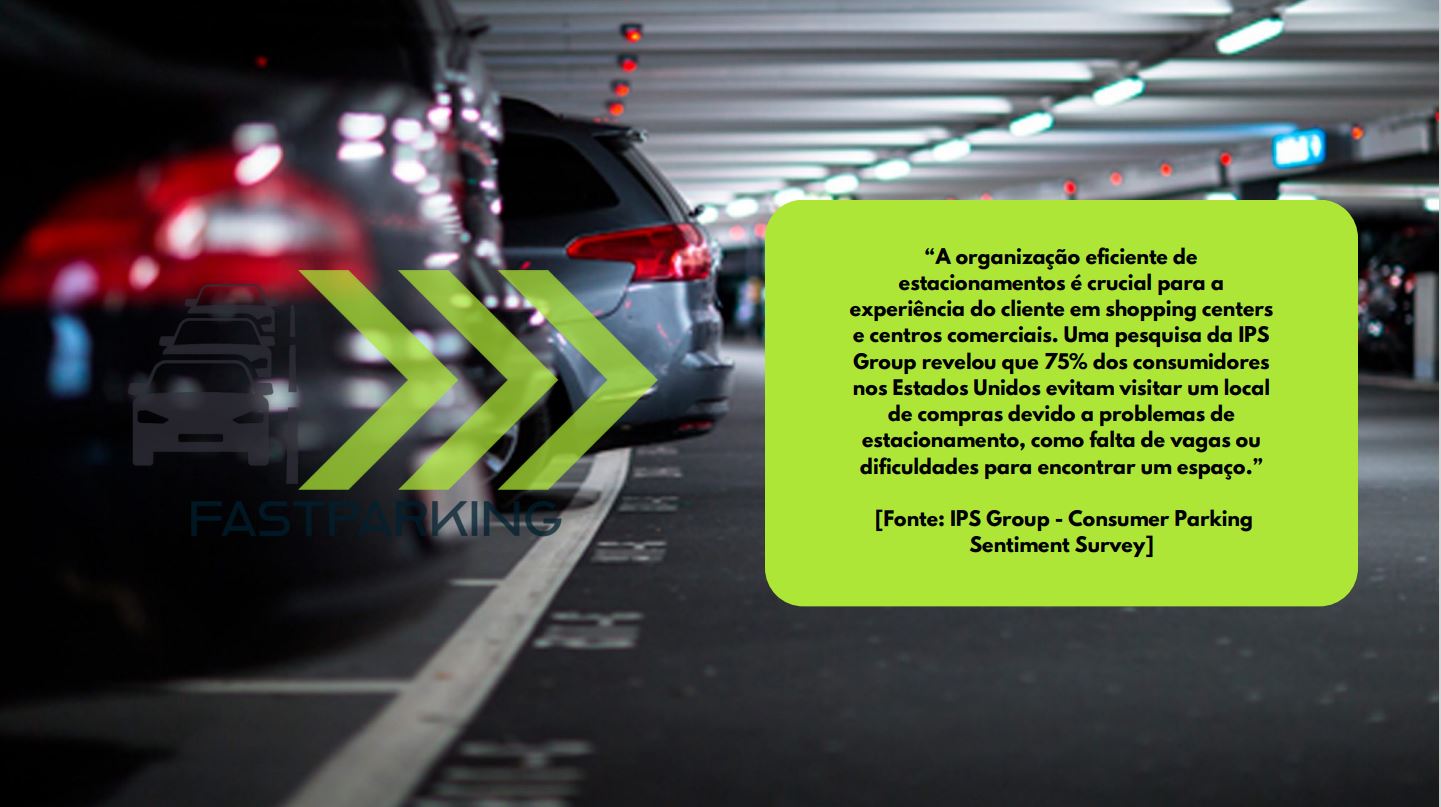 “A organização eficiente de
estacionamentos é crucial para a
experiência do cliente em shopping centers
e centros comerciais. Uma pesquisa da IPS
Group revelou que 75% dos consumidores
nos Estados Unidos evitam visitar um local
de compras devido a problemas de
estacionamento, como falta de vagas ou
dificuldades para encontrar um espaço.”
[Fonte: IPS Group - Consumer Parking
Sentiment Survey]
FASTPARKING